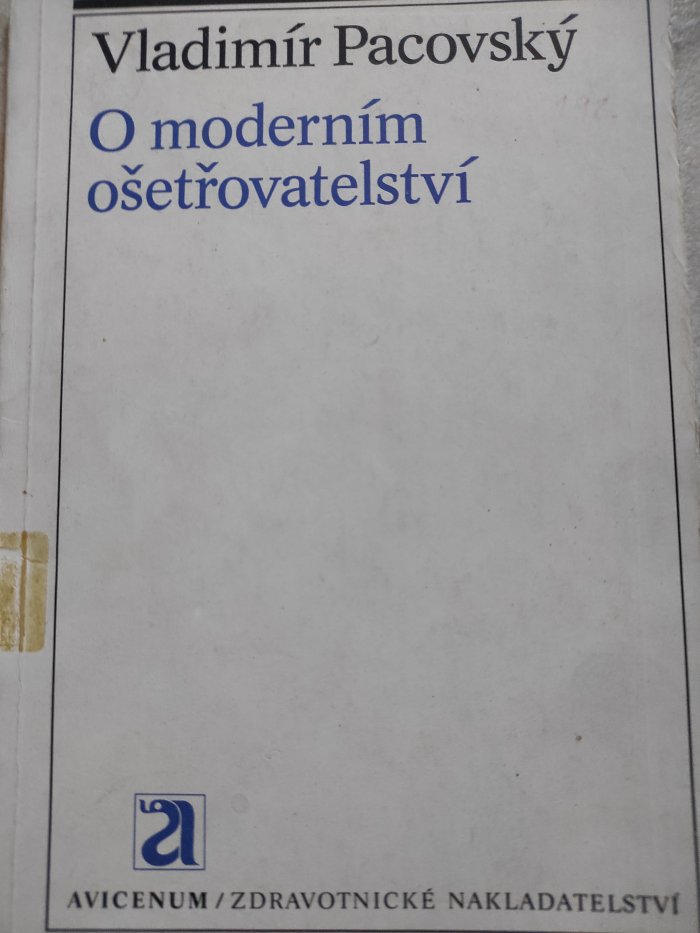 Vladimír Pacovský
O moderním
ošetřovatelství
AVICENUM / ZDRAVOTNICKÉ NAKLADATELSTVÍ